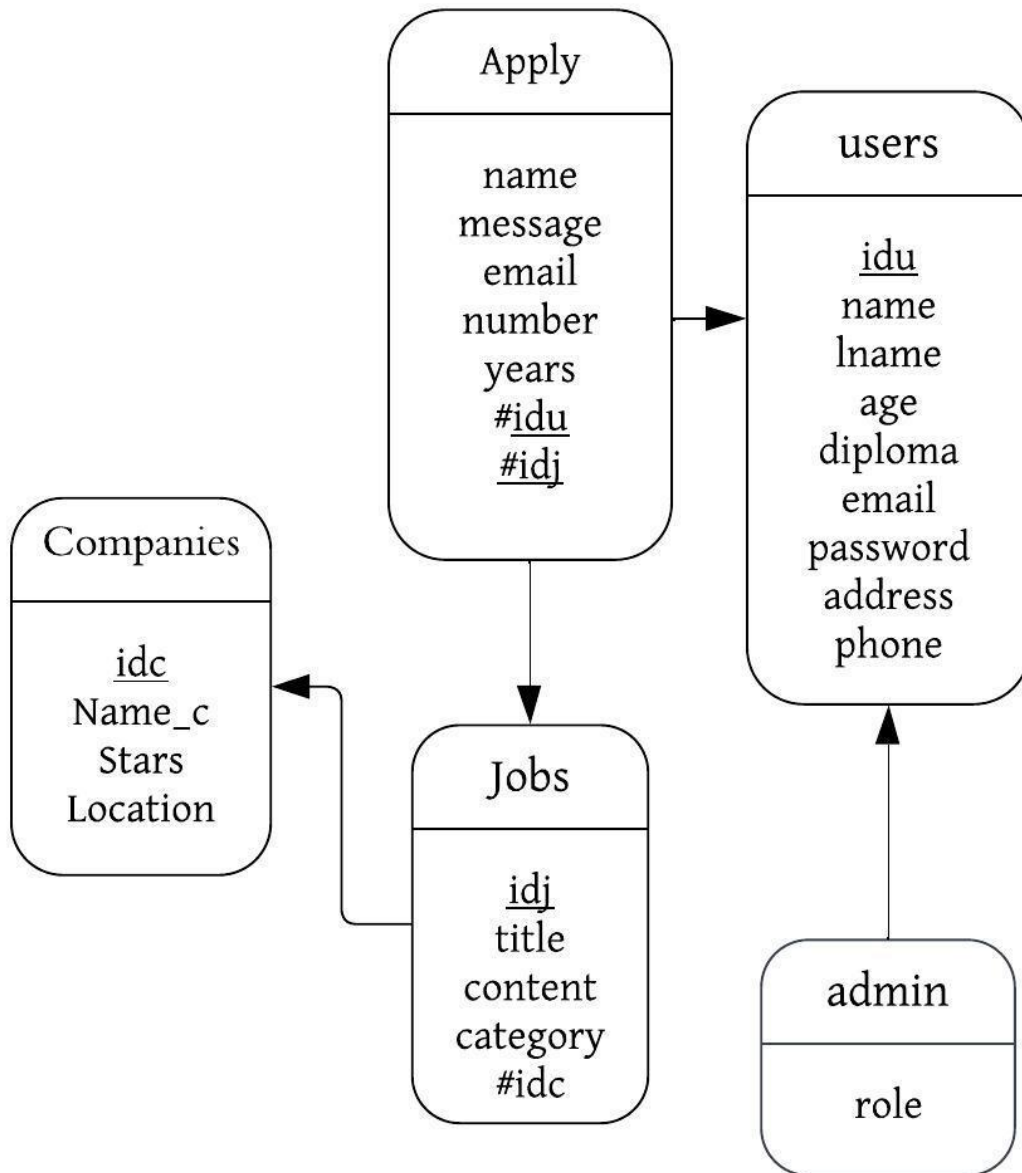 Apply
name
message
email
number
years
#idu
#idj
users
idu
name
lname
age
diploma
email
password
address
phone
Companies
idc
Name_c
Stars
Location
Jobs
idj
title
content
category
#idc
admin
role